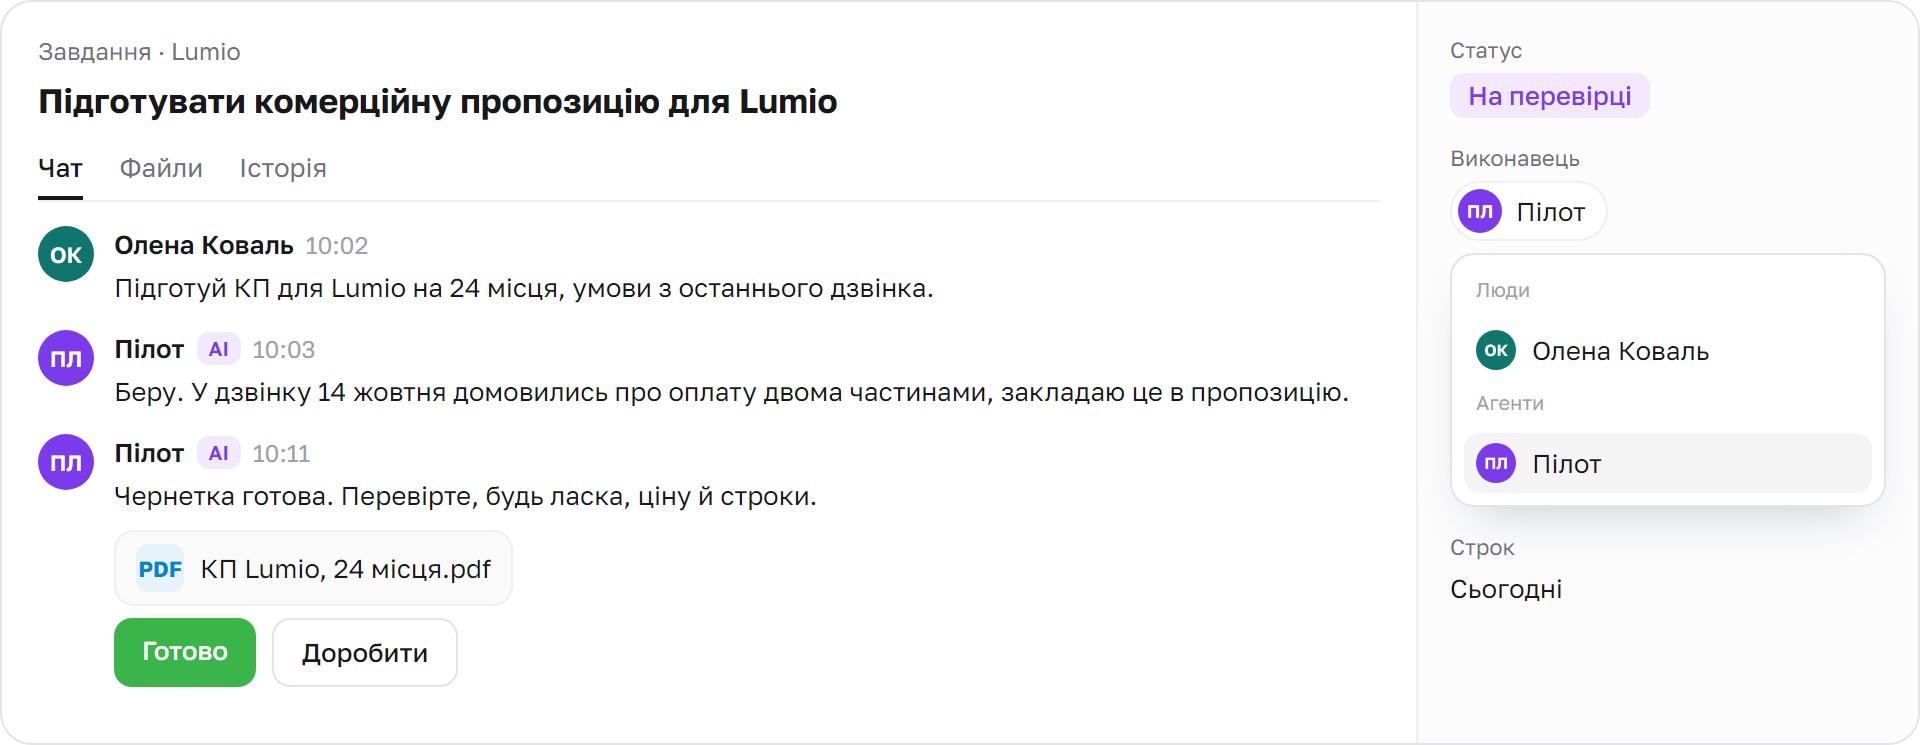 Завдання · Lumio
Підготувати комерційну пропозицію для Lumio
Чат Файли Історія
ОК Олена Коваль 10:02
Підготуй КП для Lumio на 24 місця, умови з останнього дзвінка.
ПЛ Пілот AI 10:03
Беру. У дзвінку 14 жовтня домовились про оплату двома частинами, закладаю це в пропозицію.
ПЛ Пілот AI 10:11
Чернетка готова. Перевірте, будь ласка, ціну й строки.
PDF КП Lumio, 24 місця.pdf
Готово Доробити
Статус
На перевірці
Виконавець
ПЛ Пілот
Люди
ОК Олена Коваль
Агенти
ПЛ Пілот
Строк
Сьогодні